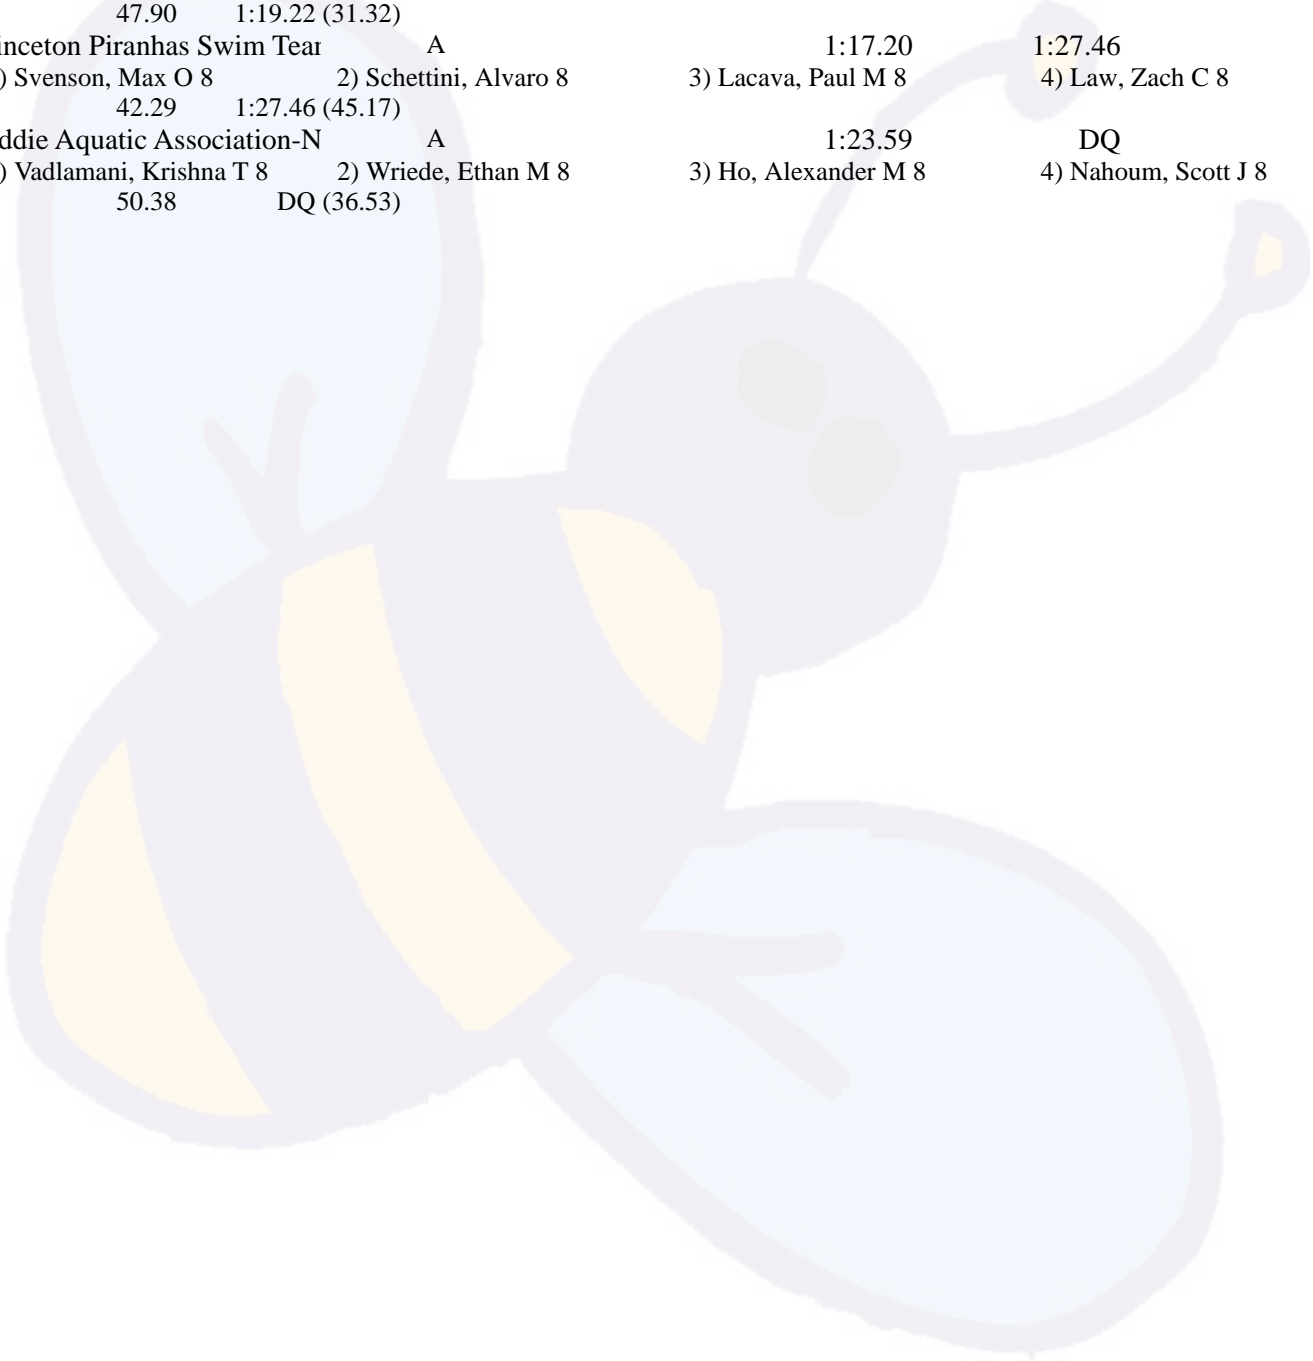 47.90 1:19.22 (31.32)
inceton Piranhas Swim Tear A 1:17.20 1:27.46
) Svenson, Max O 8 2) Schettini, Alvaro 8 3) Lacava, Paul M 8 4) Law, Zach C 8
42.29 1:27.46 (45.17)
ddie Aquatic Association-N A 1:23.59 DQ
) Vadlamani, Krishna T 8 2) Wriede, Ethan M 8 3) Ho, Alexander M 8 4) Nahoum, Scott J 8
50.38 DQ (36.53)